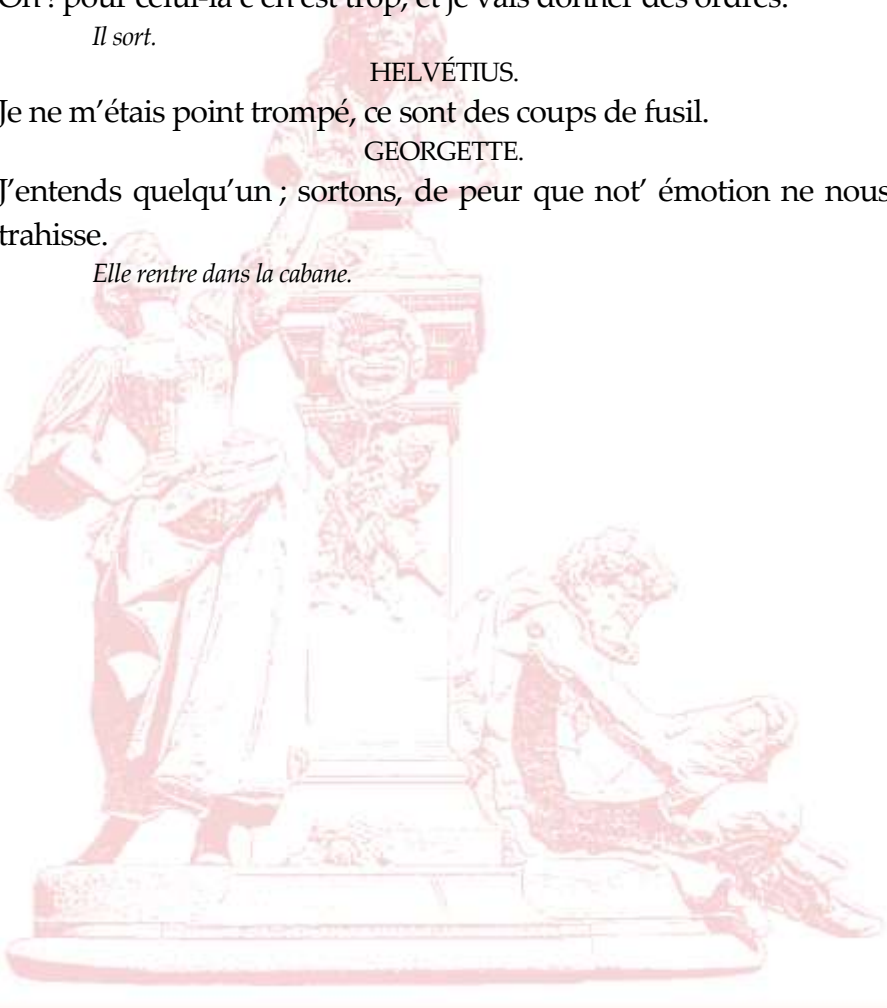 Oh ! pour celui-là c'en est trop, et je vais donner des ordres.
Il sort.
HELVÉTIUS.
Je ne m'étais point trompé, ce sont des coups de fusil.
GEORGETTE.
J'entends quelqu'un ; sortons, de peur que not' émotion ne nous
trahisse.
Elle rentre dans la cabane.